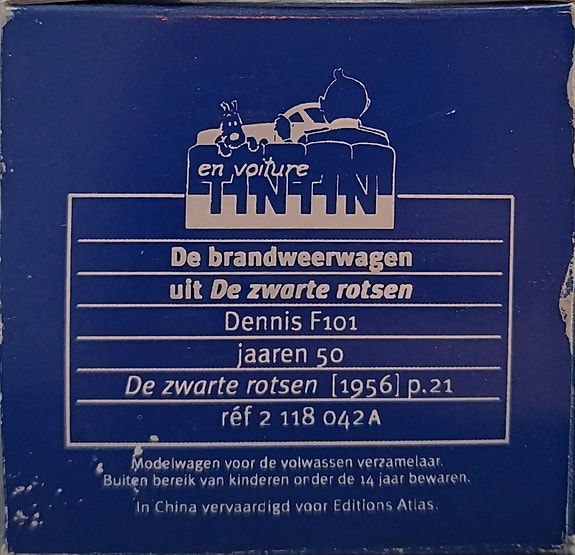 en voiture
TINTIN
De brandweerwagen
uit De zwarte rotsen
Dennis F101
jaaren 50
De zwarte rotsen [1956] p.21
réf 2 118 042A
Modelwagen voor de volwassen verzamelaar.
Buiten bereik van kinderen onder de 14 jaar bewaren.
In China vervaardigd voor Editions Atlas.